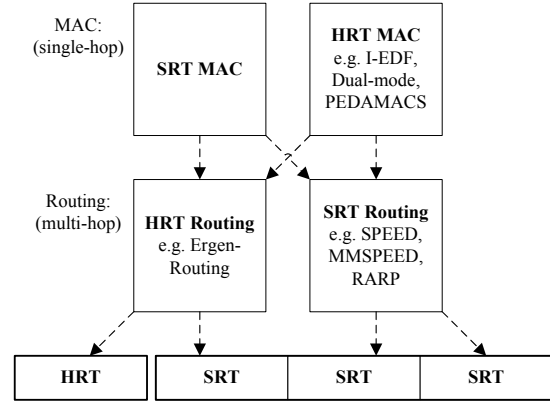 MAC:
(single-hop)
SRT MAC
HRT MAC
e.g. I-EDF,
Dual-mode,
PEDAMACS
Routing:
(multi-hop)
HRT Routing
e.g. Ergen-
Routing
SRT Routing
e.g. SPEED,
MMSPEED,
RARP
HRT
SRT
SRT
SRT